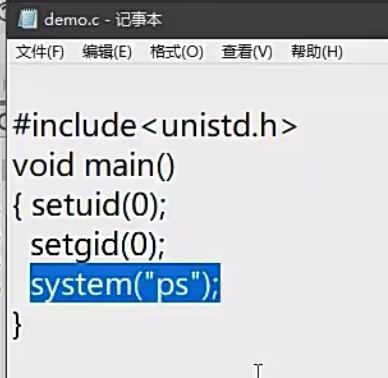 demo.c - 记事本
文件(F) 编辑(E) 格式(O) 查看(V) 帮助(H)
#include<unistd.h>
void main()
{ setuid(0);
setgid(0);
system("ps");
}